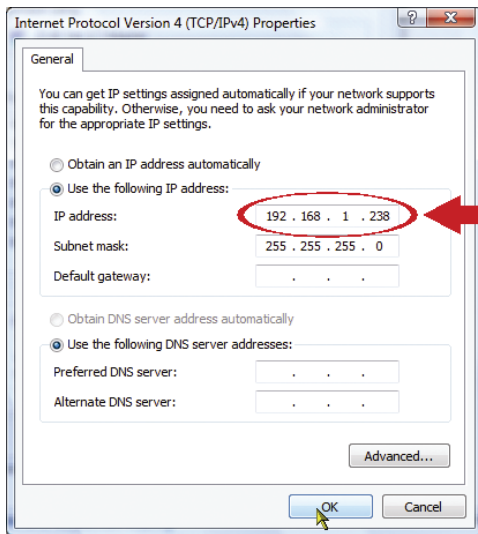 Internet Protocol Version 4 (TCP/IPv4) Properties
General
You can get IP settings assigned automatically if your network supports
this capability. Otherwise, you need to ask your network administrator
for the appropriate IP settings.
Obtain an IP address automatically
Use the following IP address:
IP address: 192 . 168 . 1 . 238
Subnet mask: 255 . 255 . 255 . 0
Default gateway: . . .
Obtain DNS server address automatically
Use the following DNS server addresses:
Preferred DNS server: . . .
Alternate DNS server: . . .
Advanced...
OK Cancel